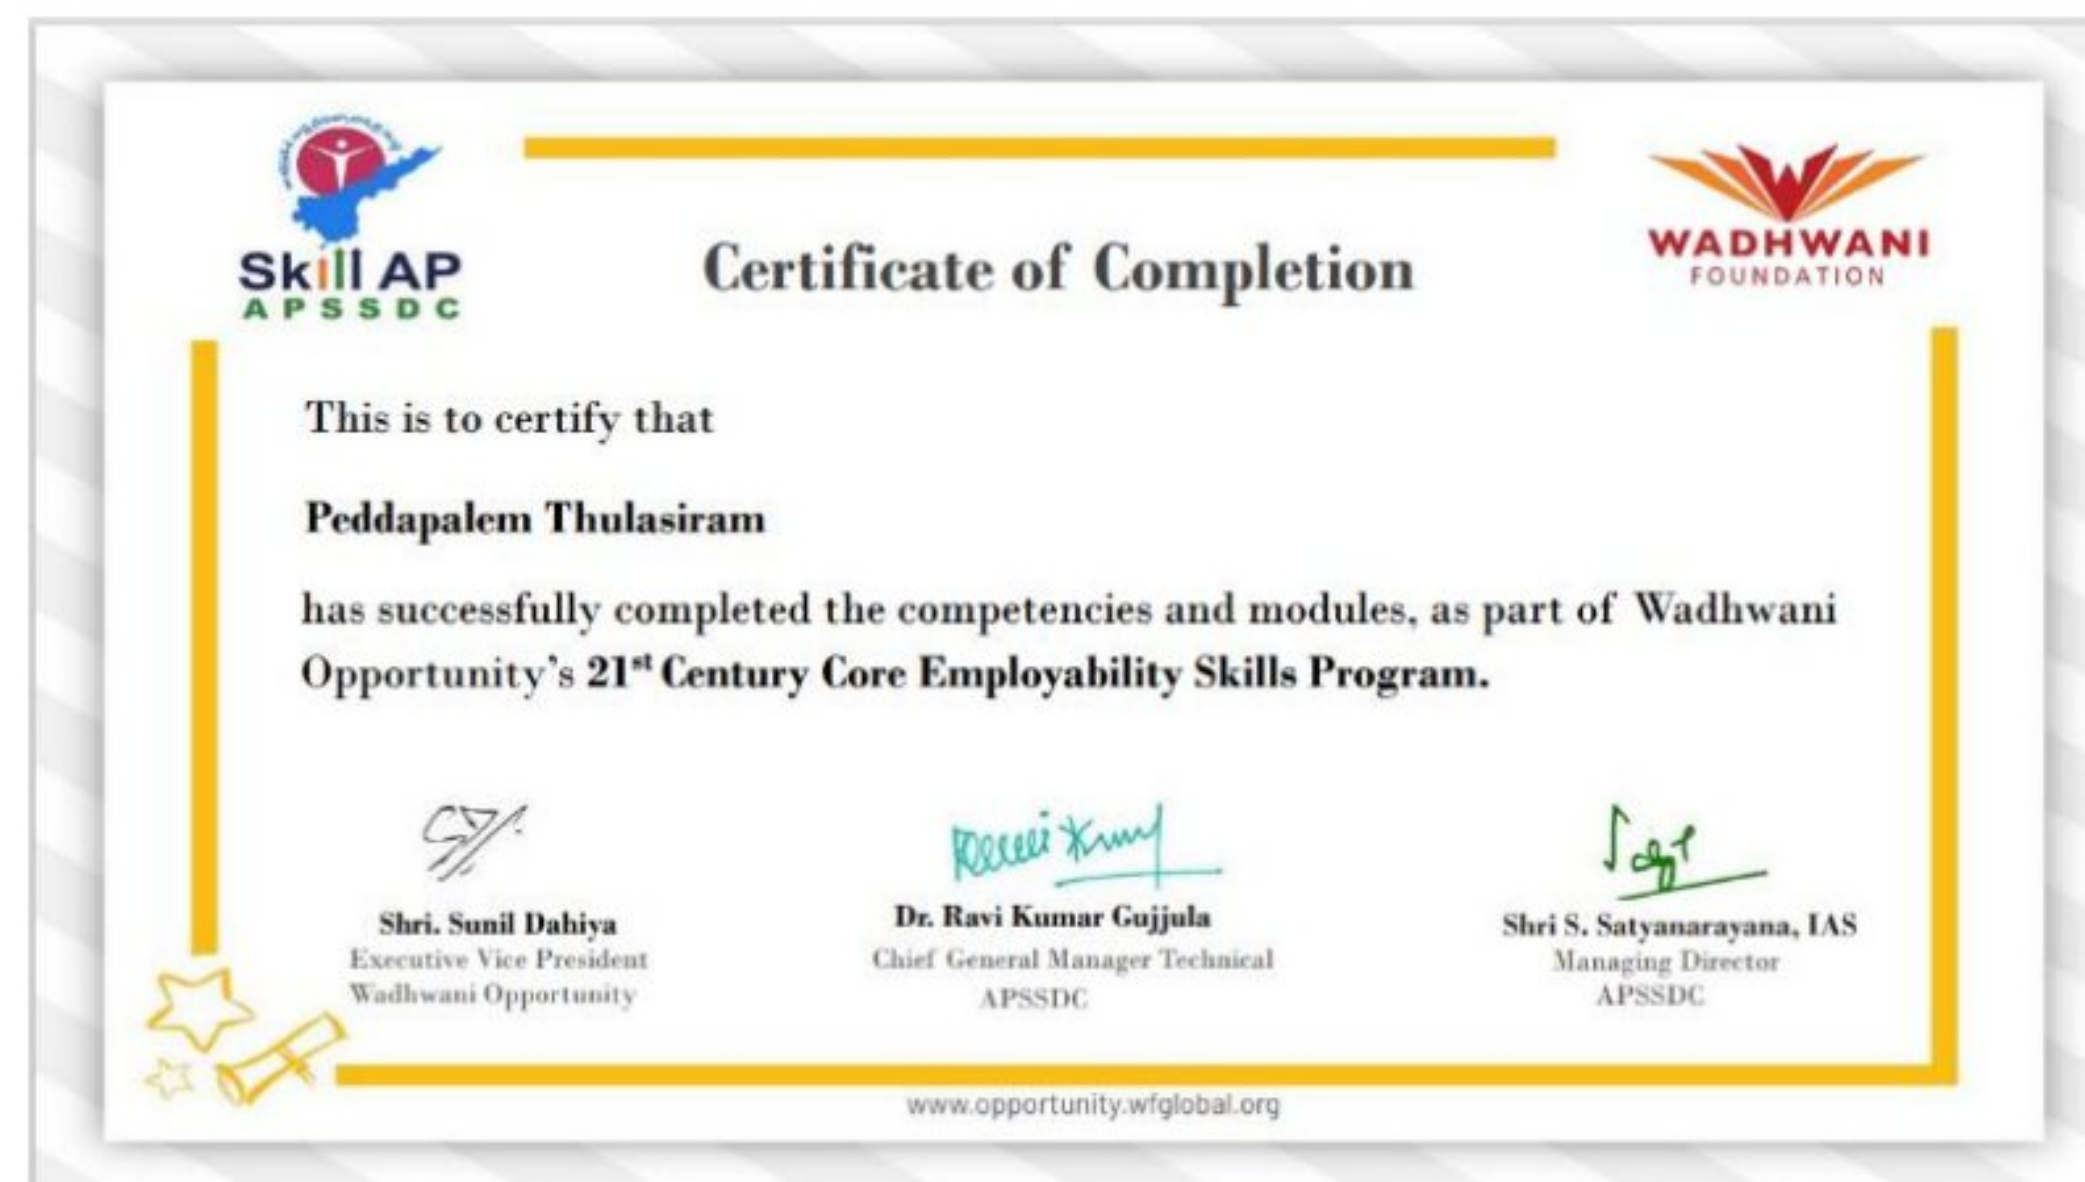 Skill AP
APSSDC
WADHWANI
FOUNDATION
Certificate of Completion
This is to certify that
Peddapalem Thulasiram
has successfully completed the competencies and modules, as part of Wadhwani
Opportunity's 21st Century Core Employability Skills Program.
Shri. Sunil Dahiya
Executive Vice President
Wadhwani Opportunity
Dr. Ravi Kumar Gujjula
Chief General Manager Technical
APSSDC
Shri S. Satyanarayana, IAS
Managing Director
APSSDC
www.opportunity.wfglobal.org